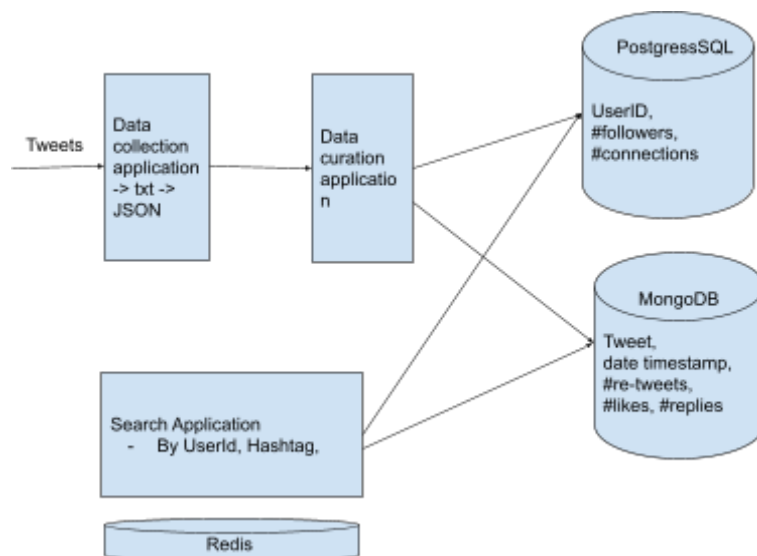 Tweets
Data
collection
application
-> txt ->
JSON
Data
curation
applicatio
n
PostgressSQL
UserID,
#followers,
#connections
MongoDB
Tweet,
date timestamp,
#re-tweets,
#likes, #replies
Search Application
- By UserId, Hashtag,
Redis